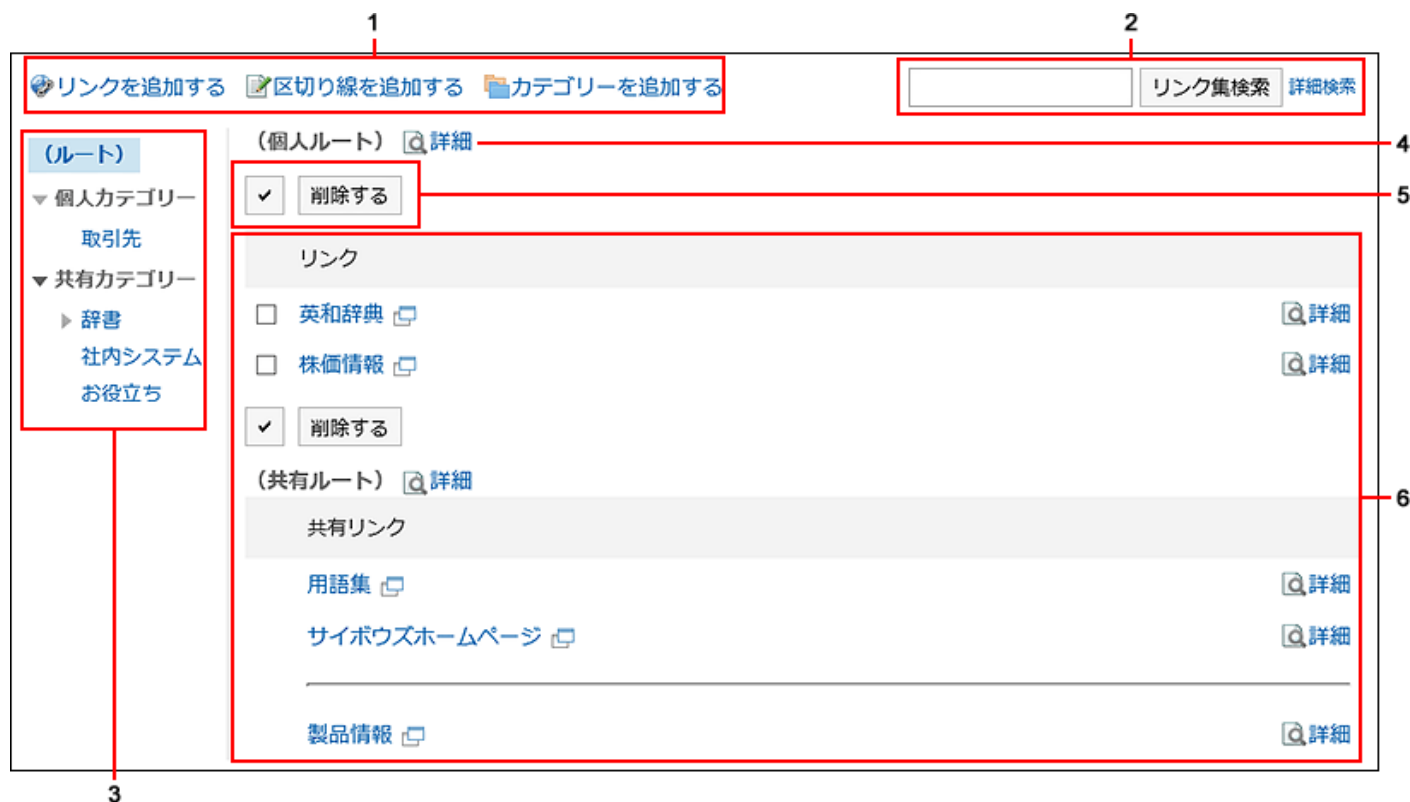 1
2
リンクを追加する 区切り線を追加する カテゴリーを追加する
リンク集検索 詳細検索
(ルート)
個人カテゴリー
取引先
共有カテゴリー
辞書
社内システム
お役立ち
3
(個人ルート) 詳細
4
削除する
5
リンク
英和辞典 詳細
株価情報 詳細
削除する
(共有ルート) 詳細
6
共有リンク
用語集 詳細
サイボウズホームページ 詳細
製品情報 詳細